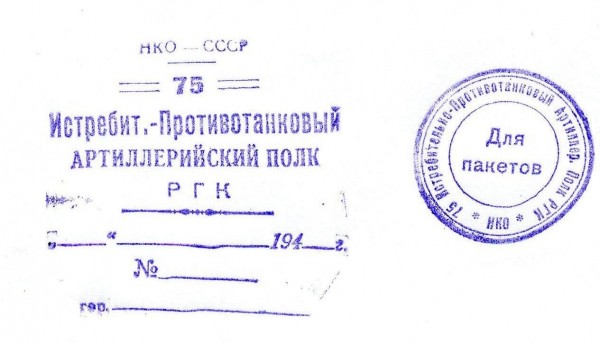 НКО — СССР
75
Истребит.-Противотанковый
АРТИЛЛЕРИЙСКИЙ ПОЛК
РГК
„ “ 194 г.
№
гар.
75 Истребительно-Противотанковый Артиллер. Полк РГК
* НКО *
Для
пакетов